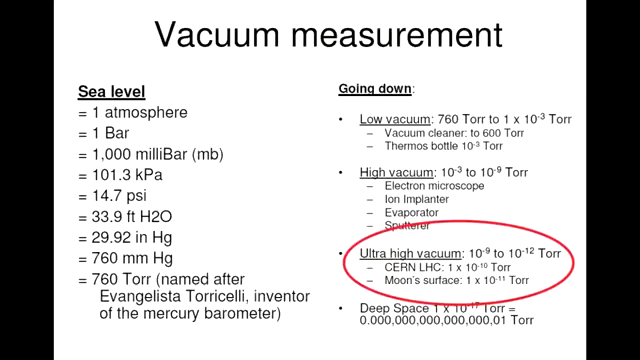 Vacuum measurement
Sea level
= 1 atmosphere
= 1 Bar
= 1,000 milliBar (mb)
= 101.3 kPa
= 14.7 psi
= 33.9 ft H2O
= 29.92 in Hg
= 760 mm Hg
= 760 Torr (named after
Evangelista Torricelli, inventor
of the mercury barometer)
Going down:
• Low vacuum: 760 Torr to 1 x 10⁻³ Torr
– Vacuum cleaner: to 600 Torr
– Thermos bottle 10⁻³ Torr
• High vacuum: 10⁻³ to 10⁻⁹ Torr
– Electron microscope
– Ion Implanter
– Evaporator
– Sputterer
• Ultra high vacuum: 10⁻⁹ to 10⁻¹² Torr
– CERN LHC: 1 x 10⁻¹⁰ Torr
– Moon's surface: 1 x 10⁻¹¹ Torr
• Deep Space 1 x 10⁻¹⁷ Torr =
0.000,000,000,000,000,01 Torr